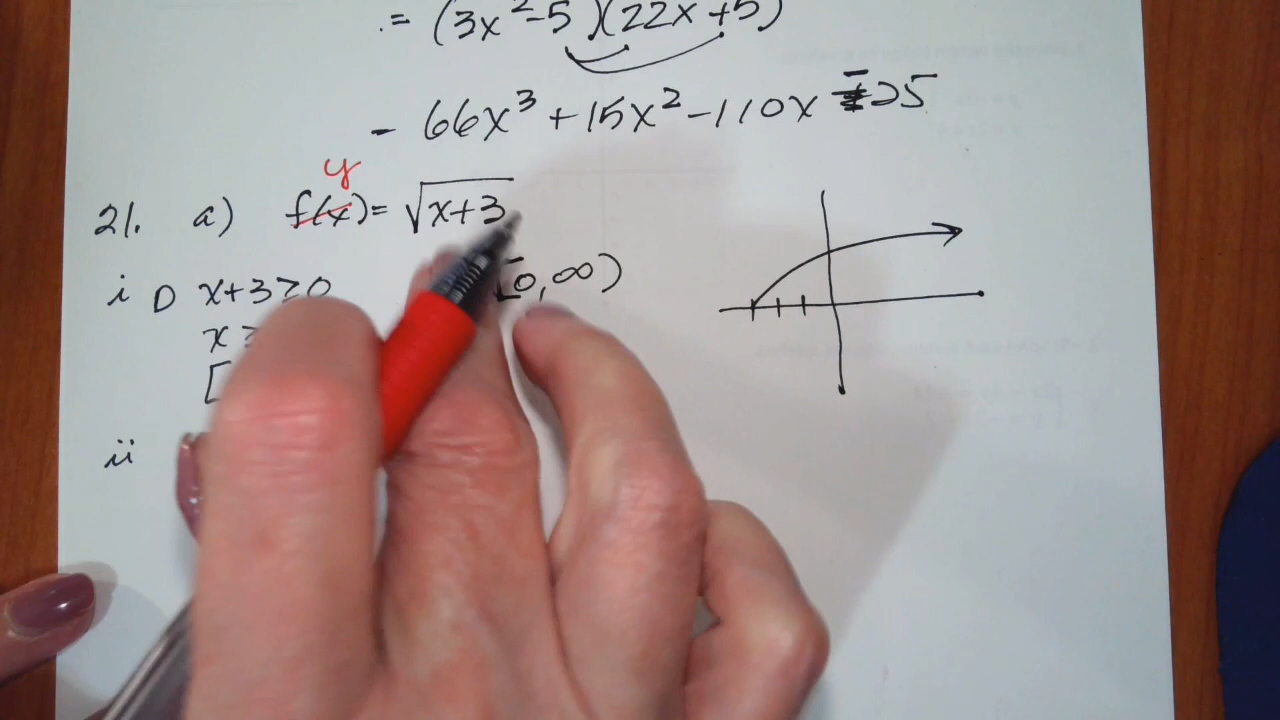 .= (3x²-5)(22x+5)
- 66x³ +15x² -110x - 25
y
21. a) f(x) = √x+3
i D x+3≥0 [0,∞)
x ≥
[
ii